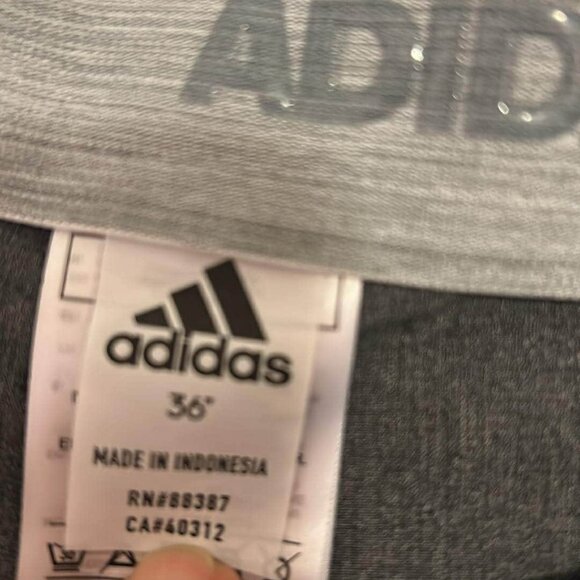 ADID
adidas
36"
MADE IN INDONESIA
RN#88387
CA#40312